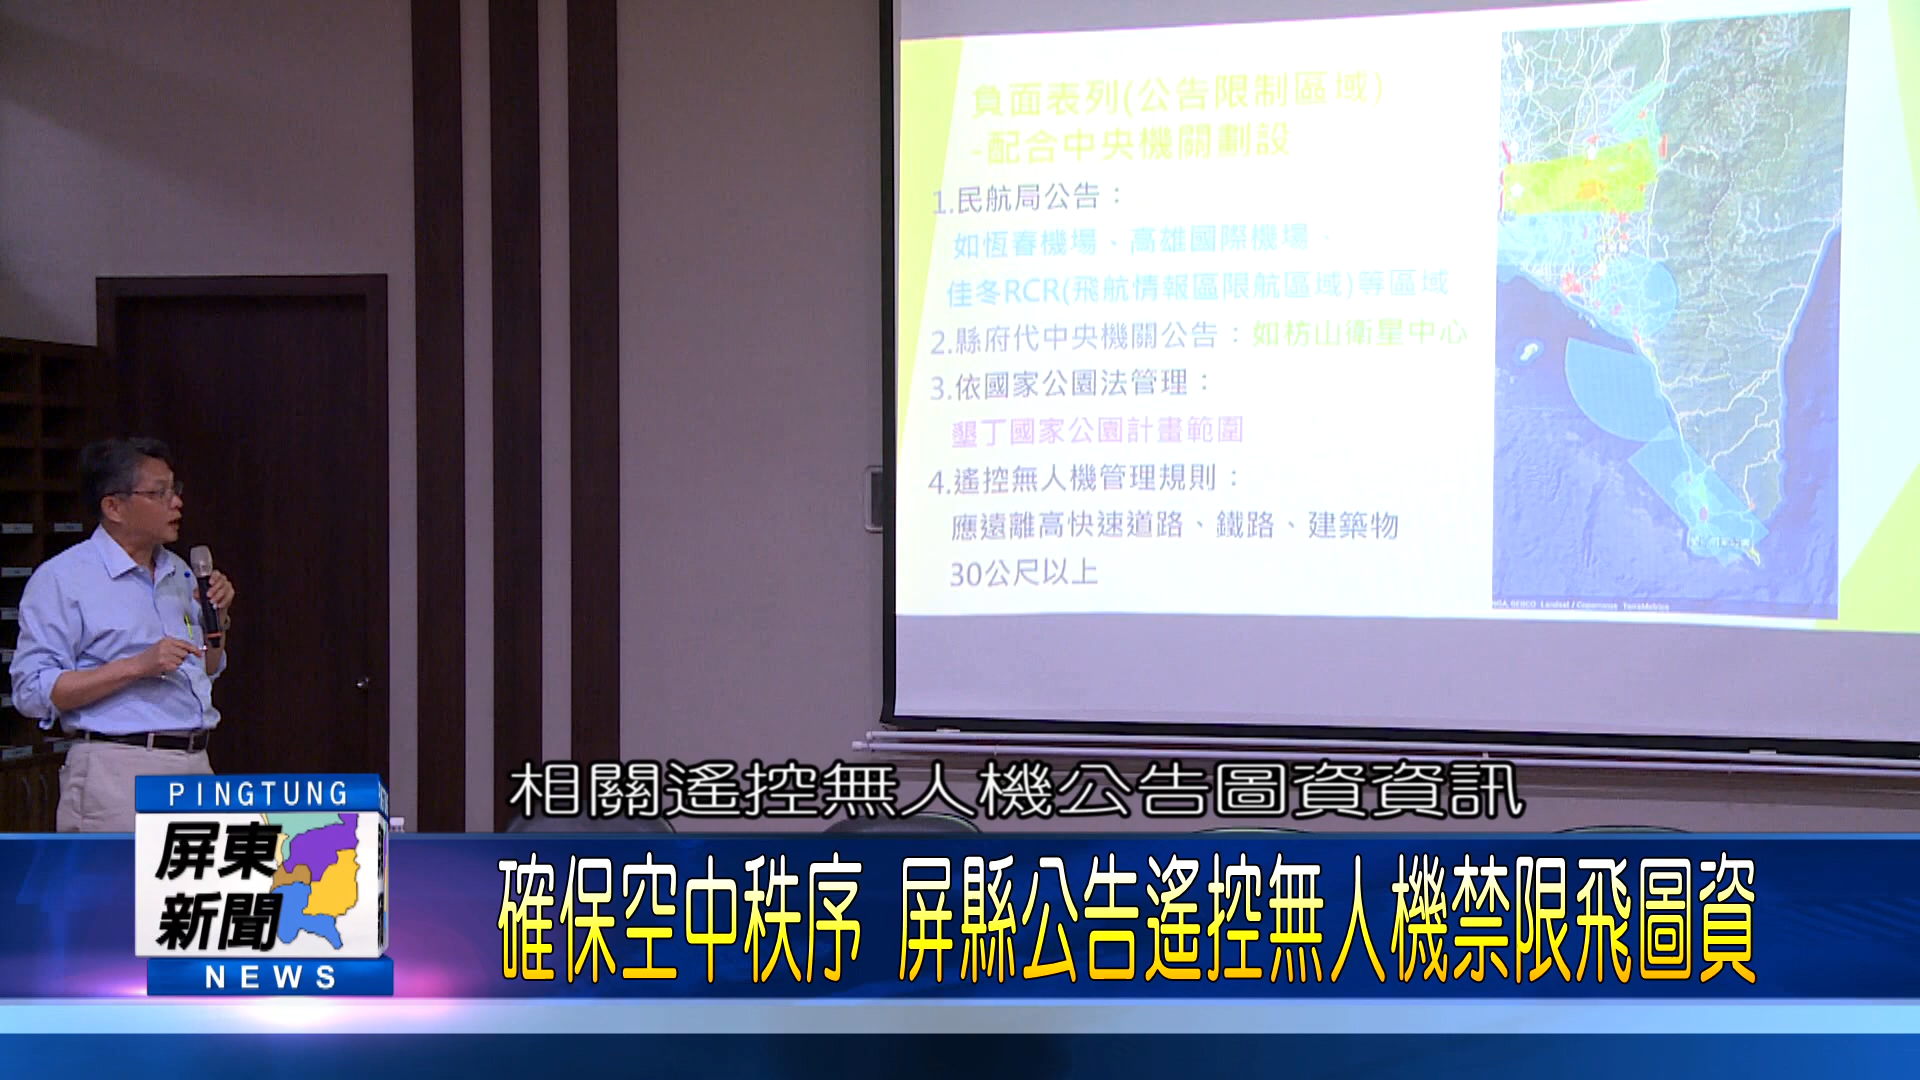 負面表列(公告限制區域)
-配合中央機關劃設
1.民航局公告：
如恆春機場、高雄國際機場、
佳冬RCR(飛航情報區限航區域)等區域
2.縣府代中央機關公告：如枋山衛星中心
3.依國家公園法管理：
墾丁國家公園計畫範圍
4.遙控無人機管理規則：
應遠離高快速道路、鐵路、建築物
30公尺以上
相關遙控無人機公告圖資資訊
PINGTUNG
屏東
新聞
NEWS
確保空中秩序 屏縣公告遙控無人機禁限飛圖資